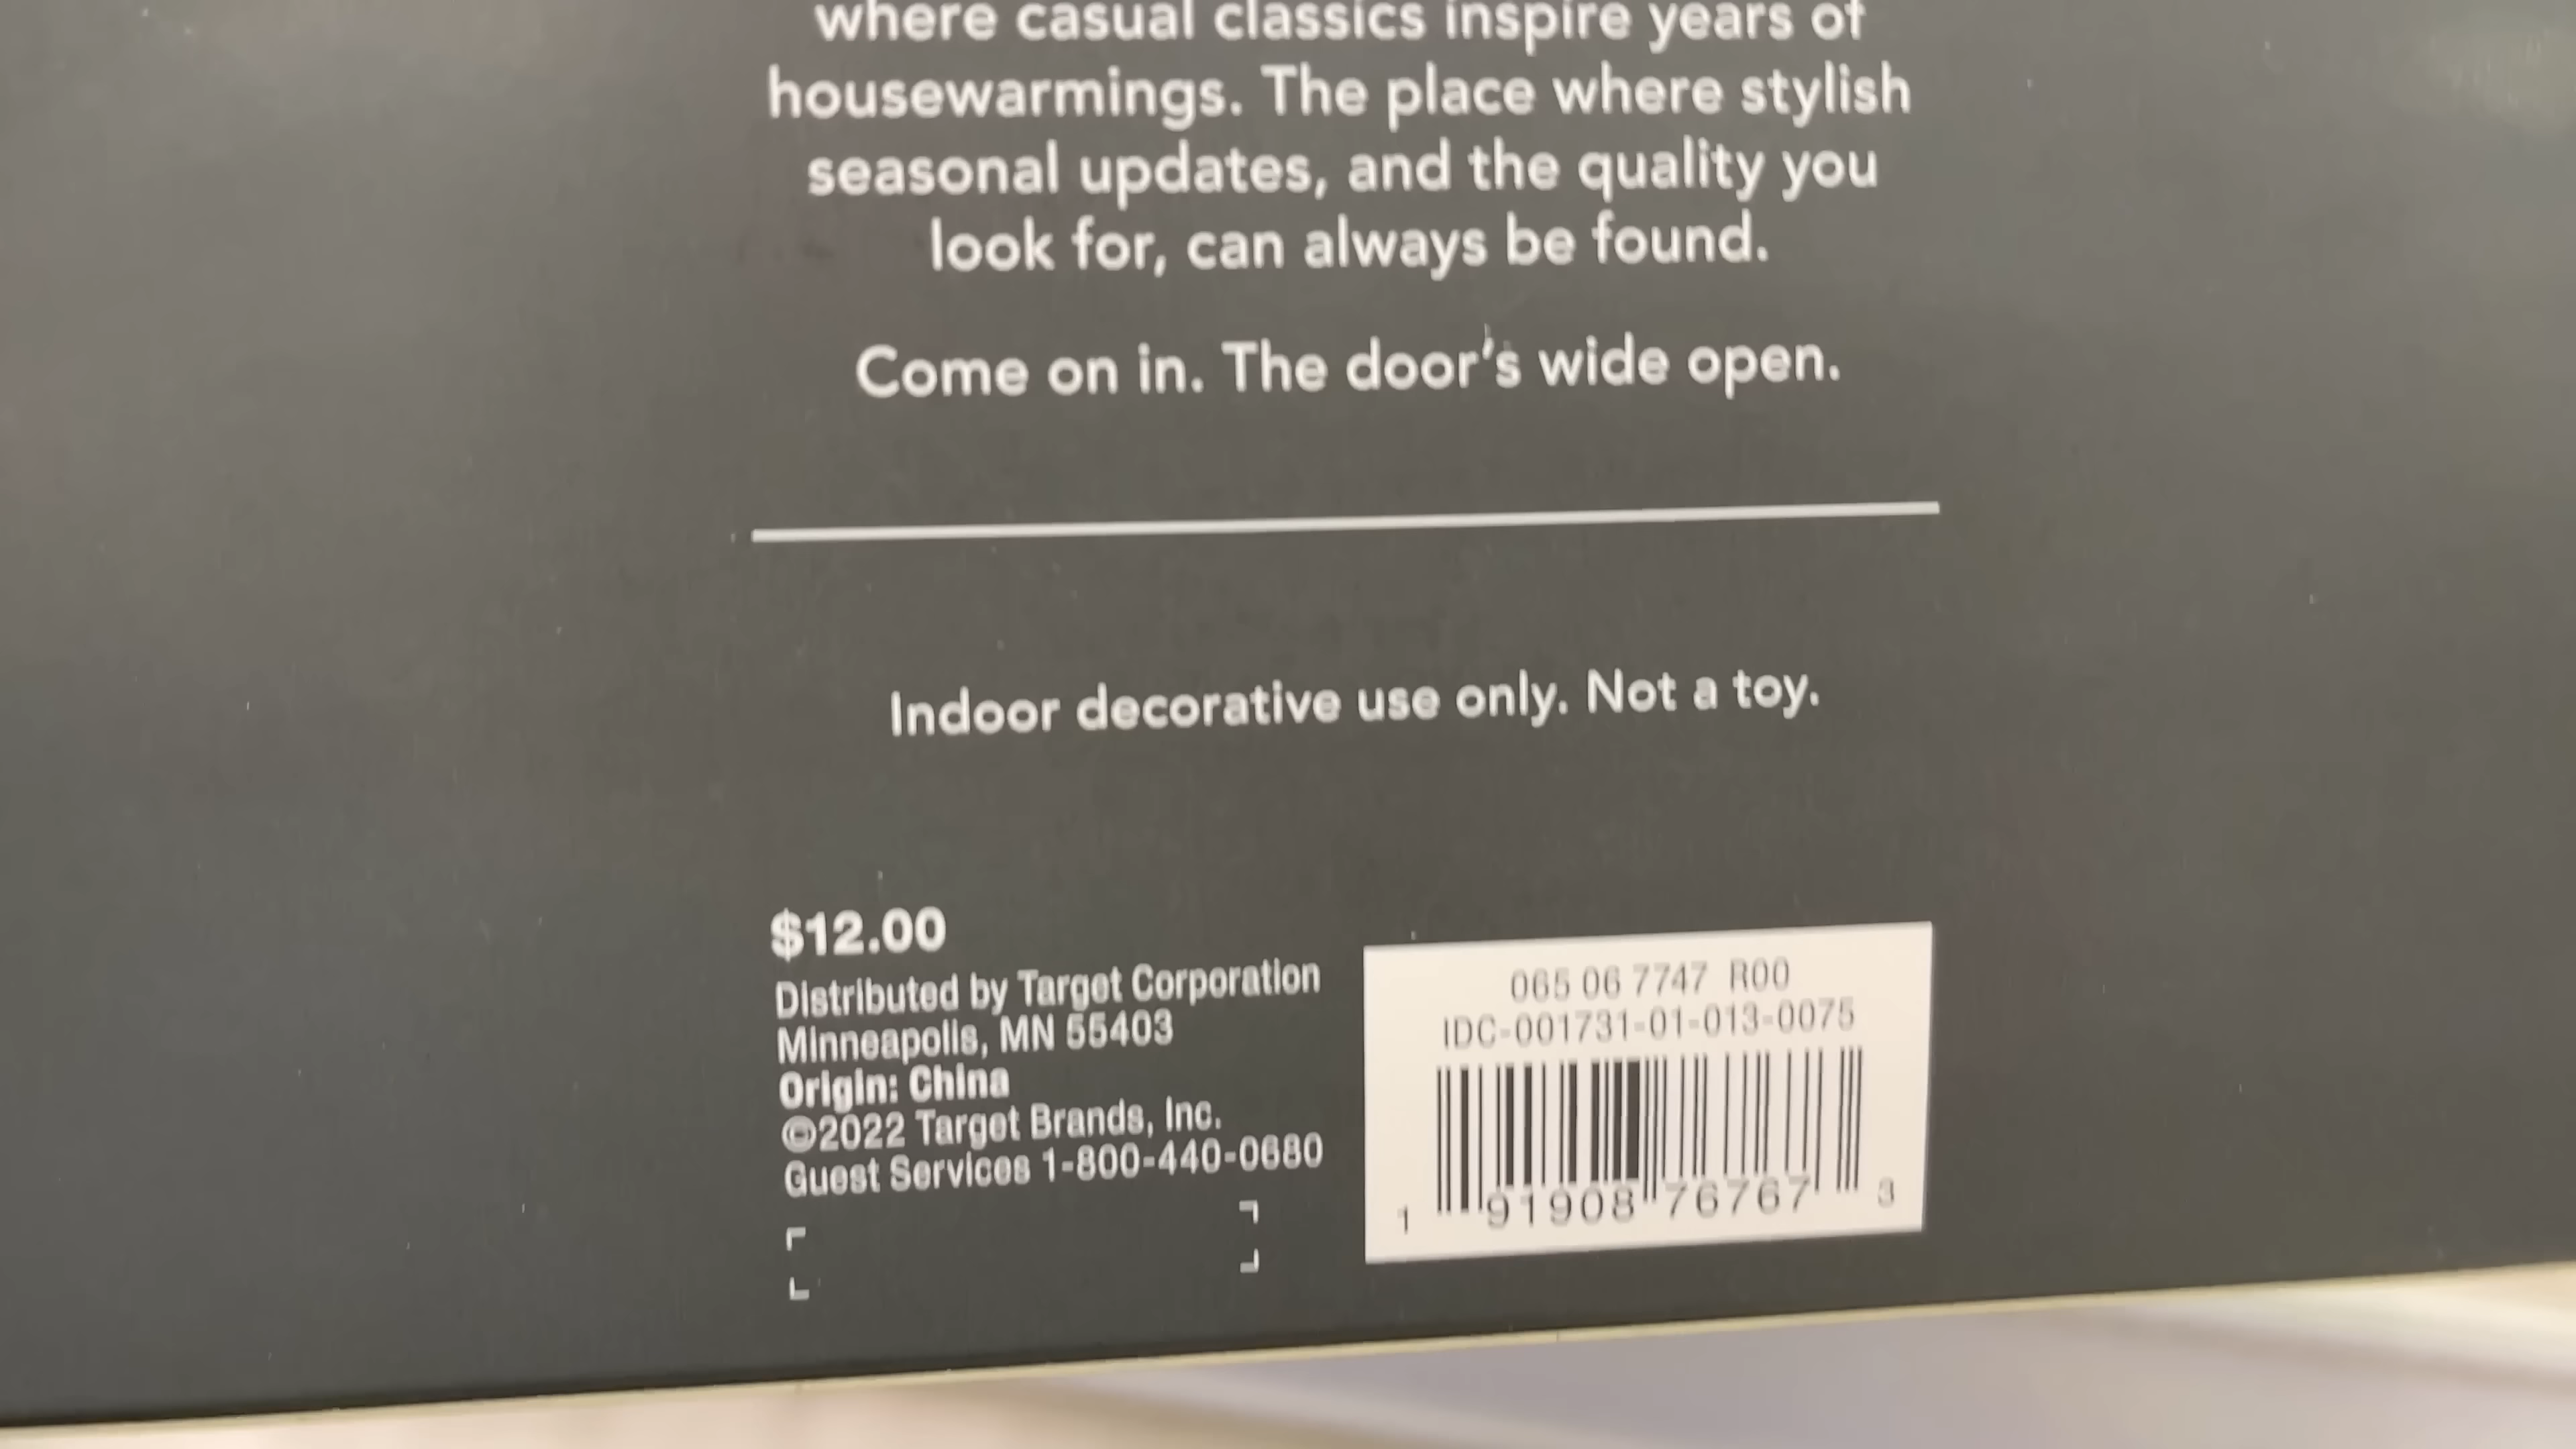 where casual classics inspire years of
housewarmings. The place where stylish
seasonal updates, and the quality you
look for, can always be found.
Come on in. The door's wide open.
Indoor decorative use only. Not a toy.
$12.00
Distributed by Target Corporation
Minneapolis, MN 55403
Origin: China
©2022 Target Brands, Inc.
Guest Services 1-800-440-0680
065 06 7747 R00
IDC-001731-01-013-0075
1 91908 76767 3